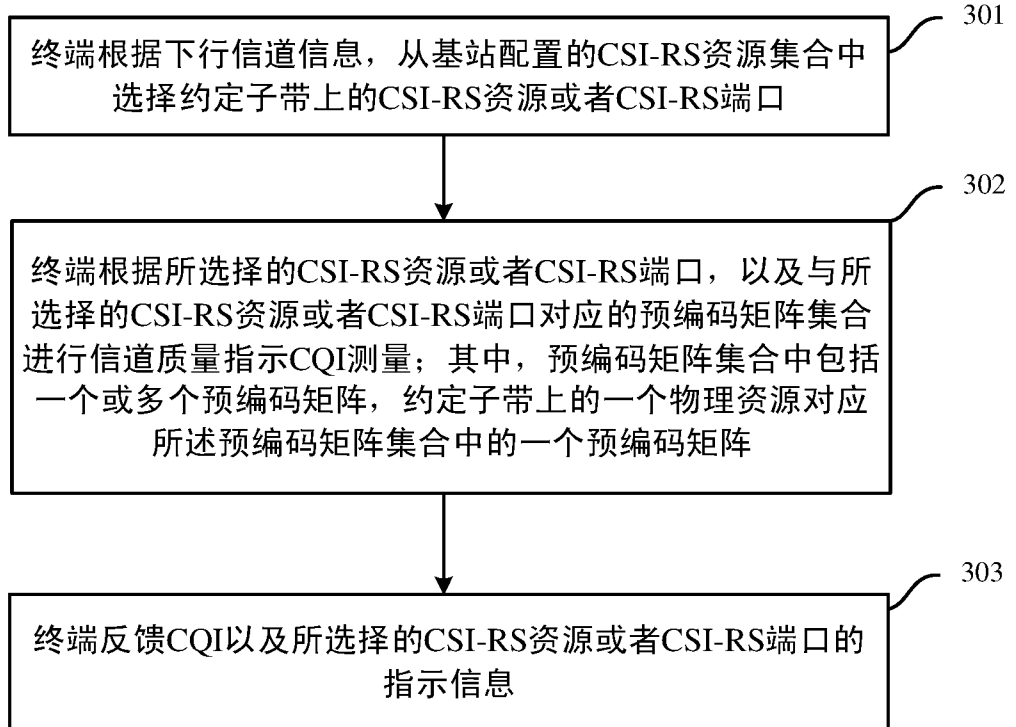 301
终端根据下行信道信息，从基站配置的CSI-RS资源集合中
选择约定子带上的CSI-RS资源或者CSI-RS端口
302
终端根据所选择的CSI-RS资源或者CSI-RS端口，以及与所
选择的CSI-RS资源或者CSI-RS端口对应的预编码矩阵集合
进行信道质量指示CQI测量；其中，预编码矩阵集合中包括
一个或多个预编码矩阵，约定子带上的一个物理资源对应
所述预编码矩阵集合中的一个预编码矩阵
303
终端反馈CQI以及所选择的CSI-RS资源或者CSI-RS端口的
指示信息